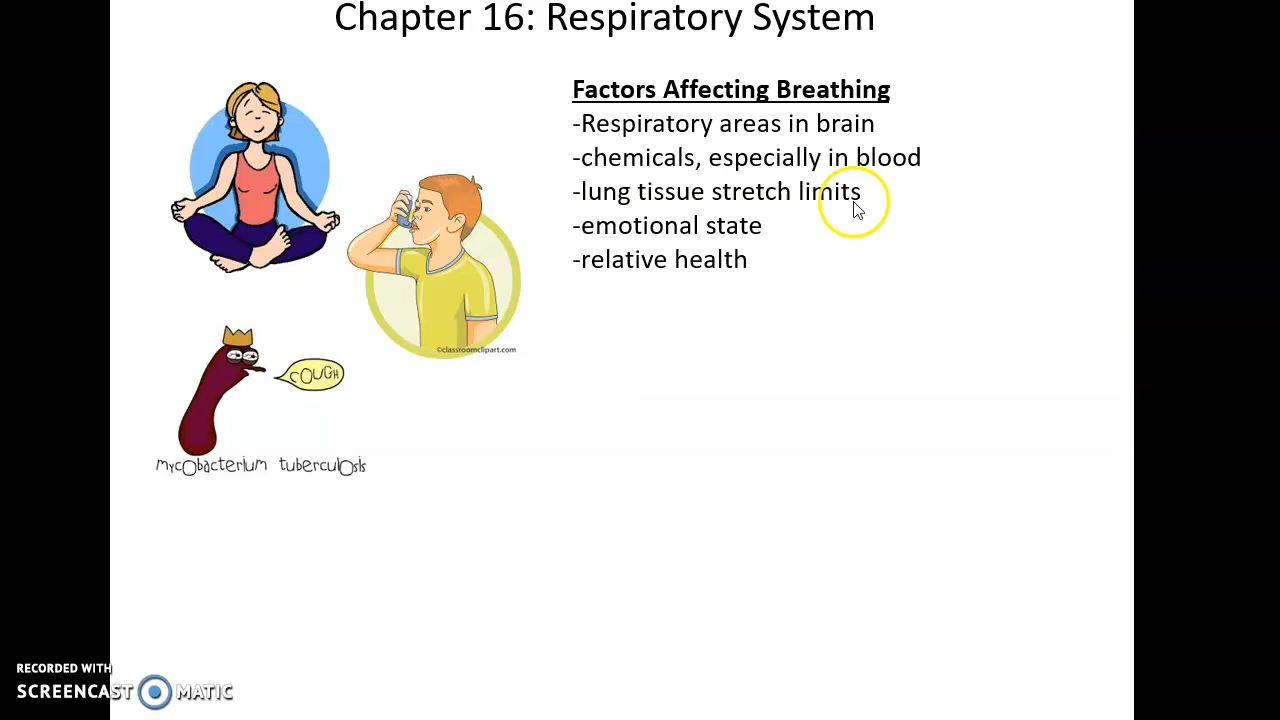 Chapter 16: Respiratory System
Factors Affecting Breathing
-Respiratory areas in brain
-chemicals, especially in blood
-lung tissue stretch limits
-emotional state
-relative health
©classroomclipart.com
COUGH
mycobacterium tuberculosis
RECORDED WITH
SCREENCAST MATIC